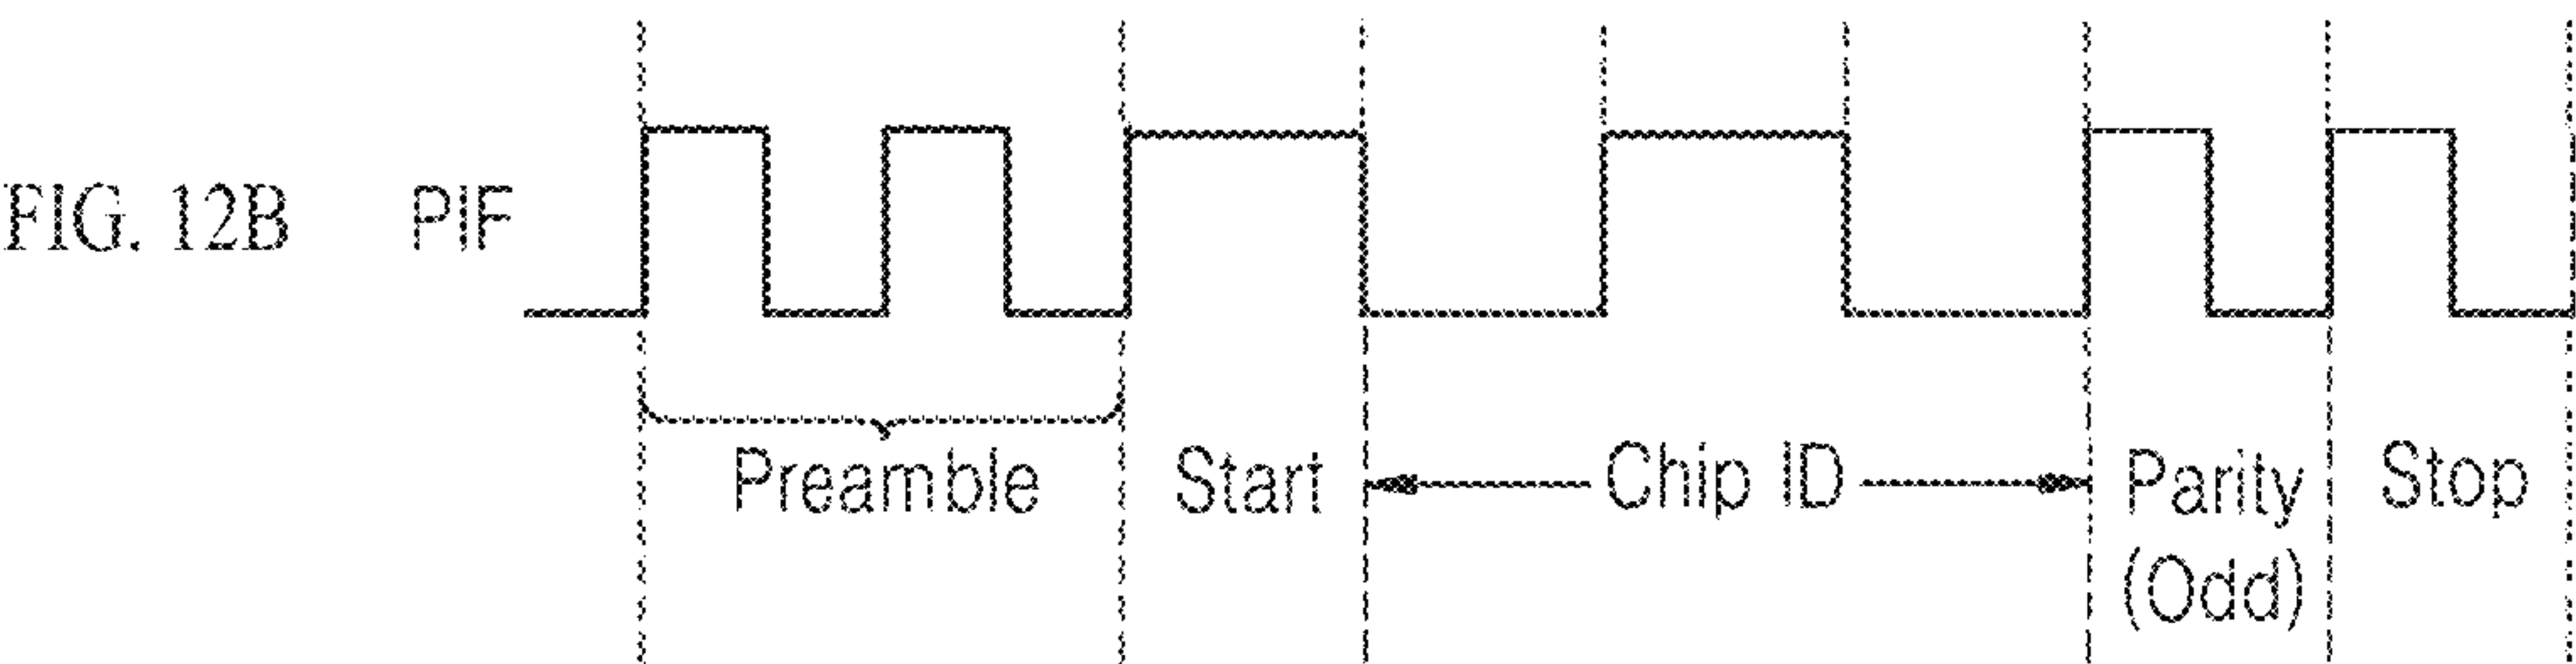 FIG. 12B
PIF
Preamble
Start
Chip ID
Parity
(Odd)
Stop